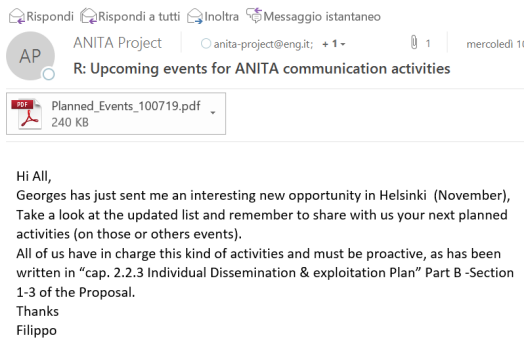 Rispondi Rispondi a tutti Inoltra Messaggio istantaneo
AP
ANITA Project anita-project@eng.it; + 1 1 mercoledì 10
R: Upcoming events for ANITA communication activities
PDF
Planned_Events_100719.pdf
240 KB
Hi All,
Georges has just sent me an interesting new opportunity in Helsinki (November),
Take a look at the updated list and remember to share with us your next planned
activities (on those or others events).
All of us have in charge this kind of activities and must be proactive, as has been
written in “cap. 2.2.3 Individual Dissemination & exploitation Plan” Part B -Section
1-3 of the Proposal.
Thanks
Filippo